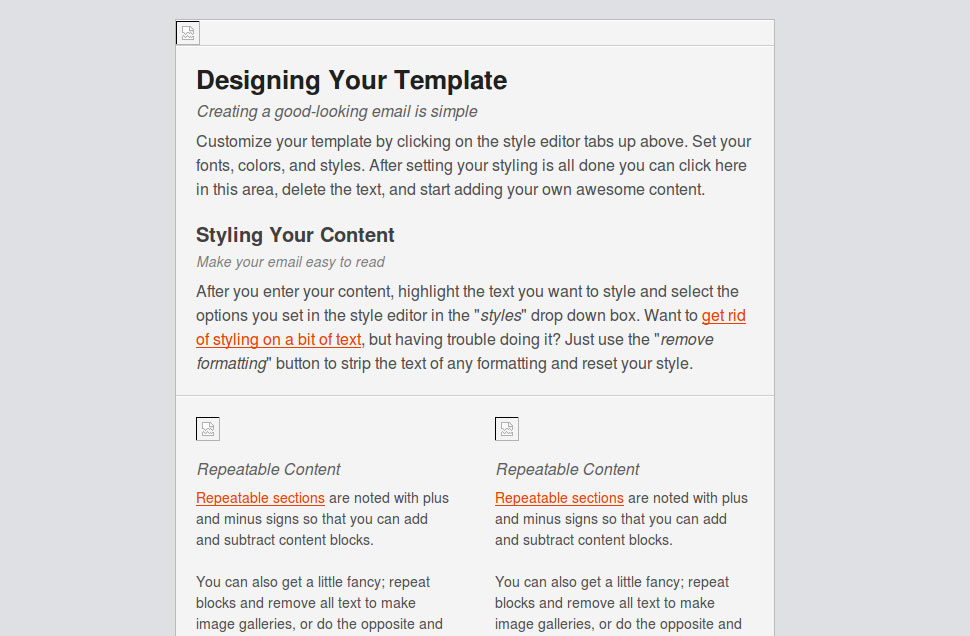 Designing Your Template
Creating a good-looking email is simple
Customize your template by clicking on the style editor tabs up above. Set your
fonts, colors, and styles. After setting your styling is all done you can click here
in this area, delete the text, and start adding your own awesome content.
Styling Your Content
Make your email easy to read
After you enter your content, highlight the text you want to style and select the
options you set in the style editor in the "styles" drop down box. Want to get rid
of styling on a bit of text, but having trouble doing it? Just use the "remove
formatting" button to strip the text of any formatting and reset your style.
Repeatable Content
Repeatable sections are noted with plus
and minus signs so that you can add
and subtract content blocks.
You can also get a little fancy; repeat
blocks and remove all text to make
image galleries, or do the opposite and
Repeatable Content
Repeatable sections are noted with plus
and minus signs so that you can add
and subtract content blocks.
You can also get a little fancy; repeat
blocks and remove all text to make
image galleries, or do the opposite and